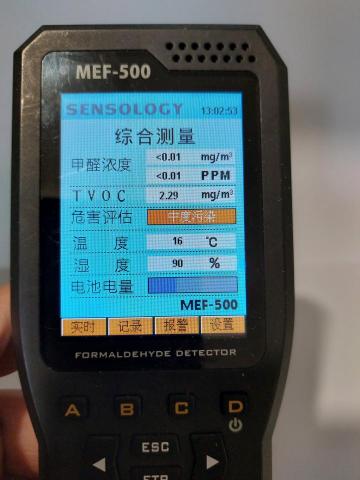 MEF-500
SENSOLOGY 13:02:53
综合测量
甲醛浓度 <0.01 mg/m³
<0.01 PPM
TVOC 2.29 mg/m³
危害评估 中度污染
温度 16 ℃
湿度 90 %
电池电量
MEF-500
实时 记录 报警 设置
FORMALDEHYDE DETECTOR
A B C D
ESC
ETR